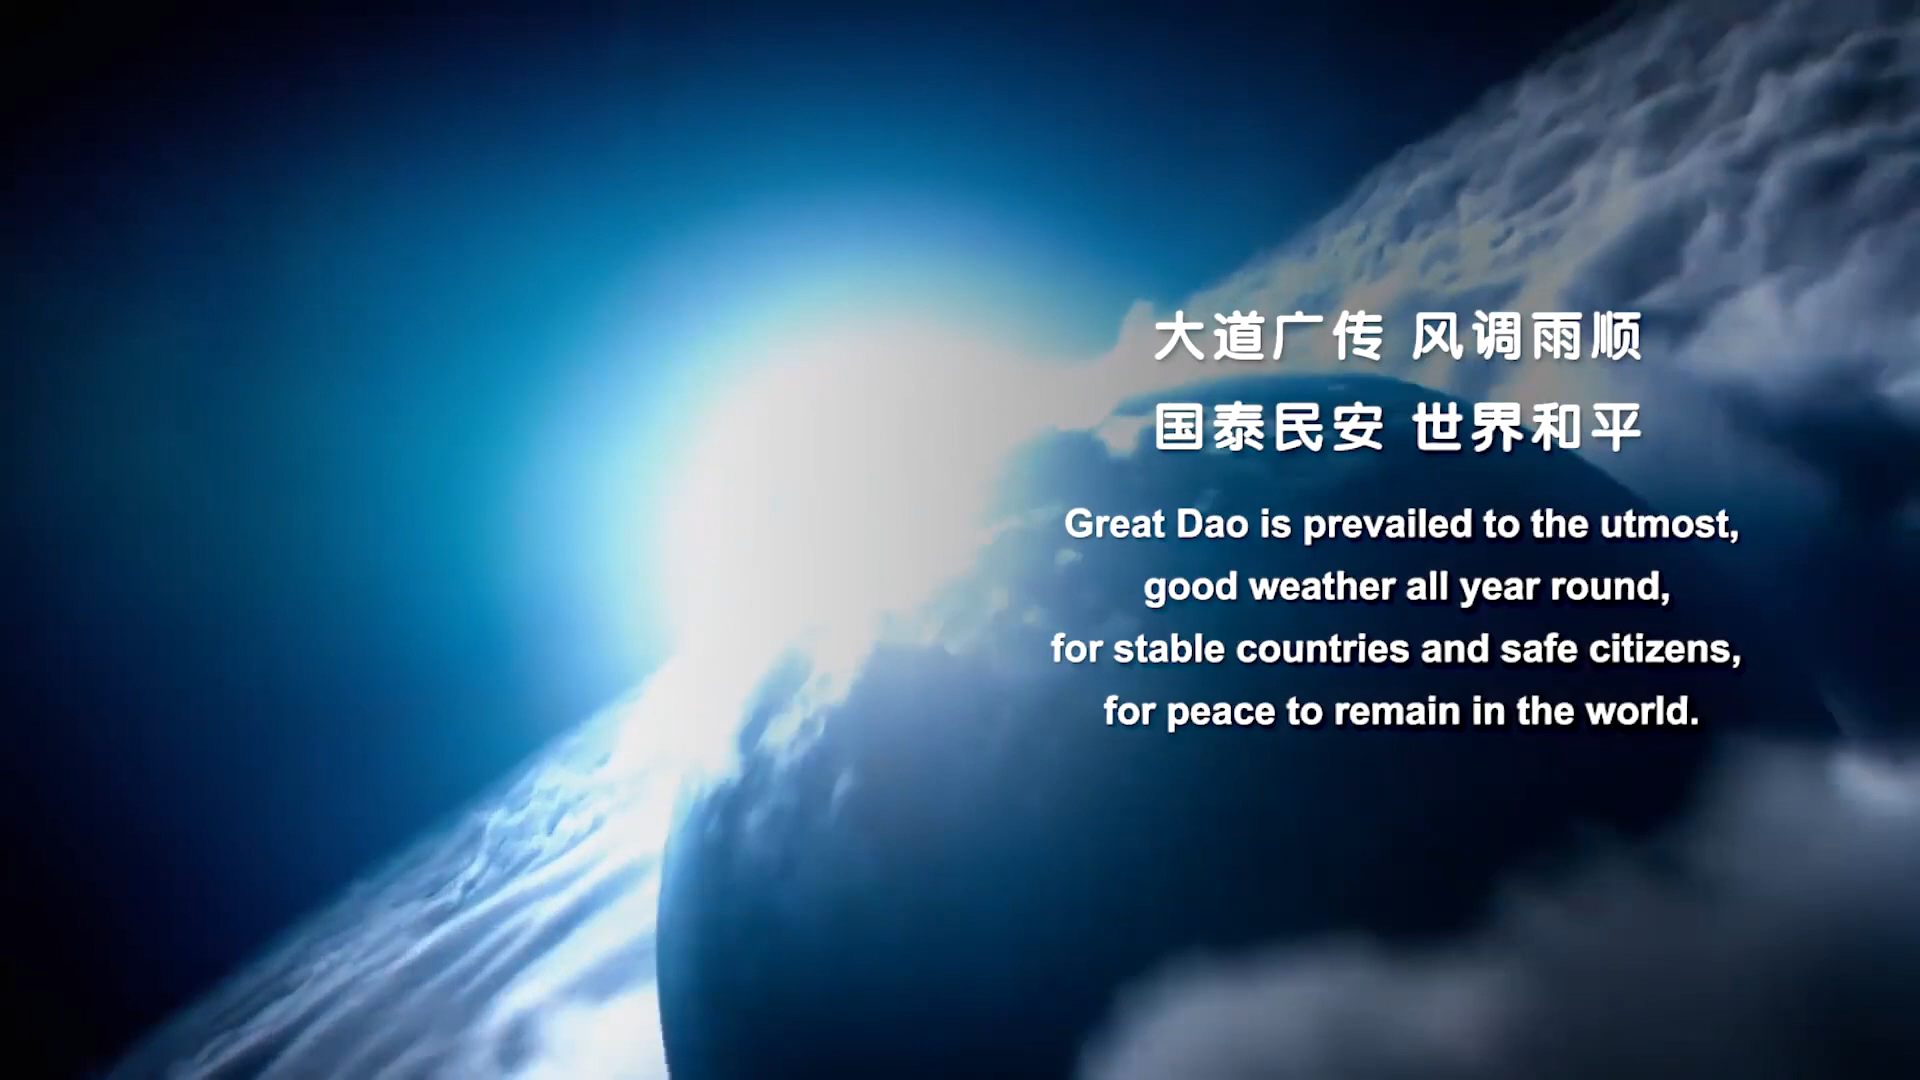 大道广传 风调雨顺
国泰民安 世界和平
Great Dao is prevailed to the utmost,
good weather all year round,
for stable countries and safe citizens,
for peace to remain in the world.